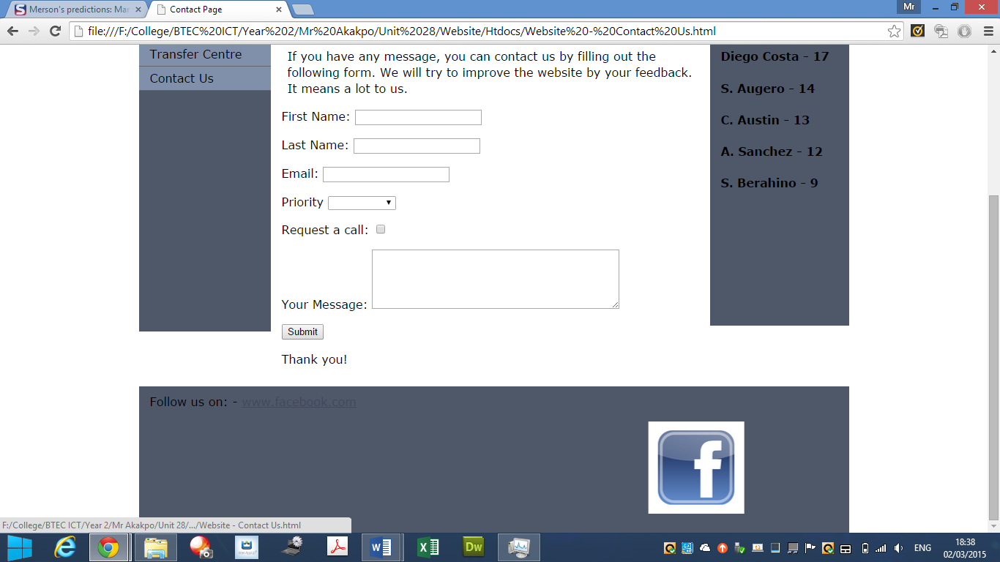 Merson's predictions: Mar
Contact Page
Mr
file:///F:/College/BTEC%20ICT/Year%202/Mr%20Akakpo/Unit%2028/Website/Htdocs/Website%20-%20Contact%20Us.html
Transfer Centre
Contact Us
If you have any message, you can contact us by filling out the
following form. We will try to improve the website by your feedback.
It means a lot to us.
First Name:
Last Name:
Email:
Priority
Request a call:
Your Message:
Submit
Thank you!
Diego Costa - 17
S. Augero - 14
C. Austin - 13
A. Sanchez - 12
S. Berahino - 9
Follow us on: - www.facebook.com
f
F:/College/BTEC ICT/Year 2/Mr Akakpo/Unit 28/.../Website - Contact Us.html
Dw
ENG
18:38
02/03/2015